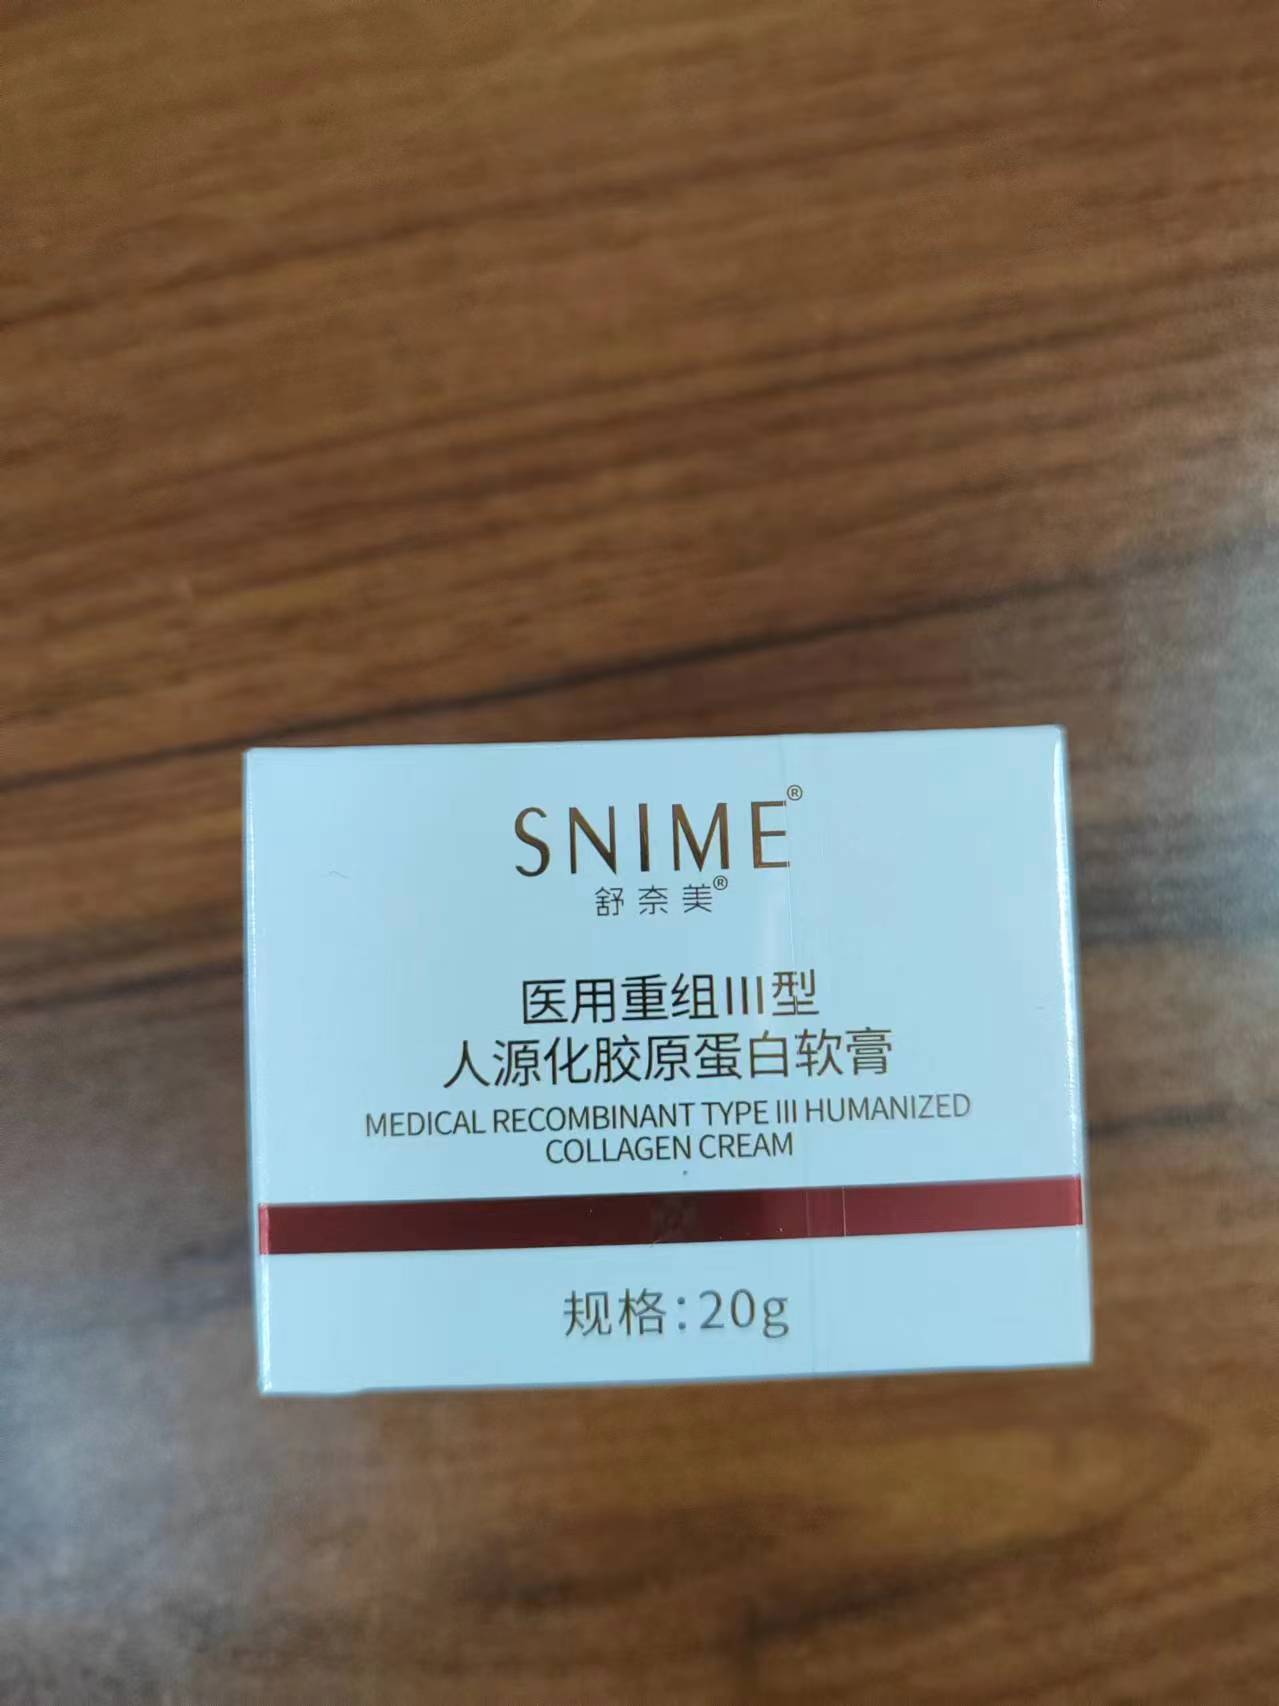 SNIME®
舒奈美®
医用重组III型
人源化胶原蛋白软膏
MEDICAL RECOMBINANT TYPE III HUMANIZED
COLLAGEN CREAM
规格:20g